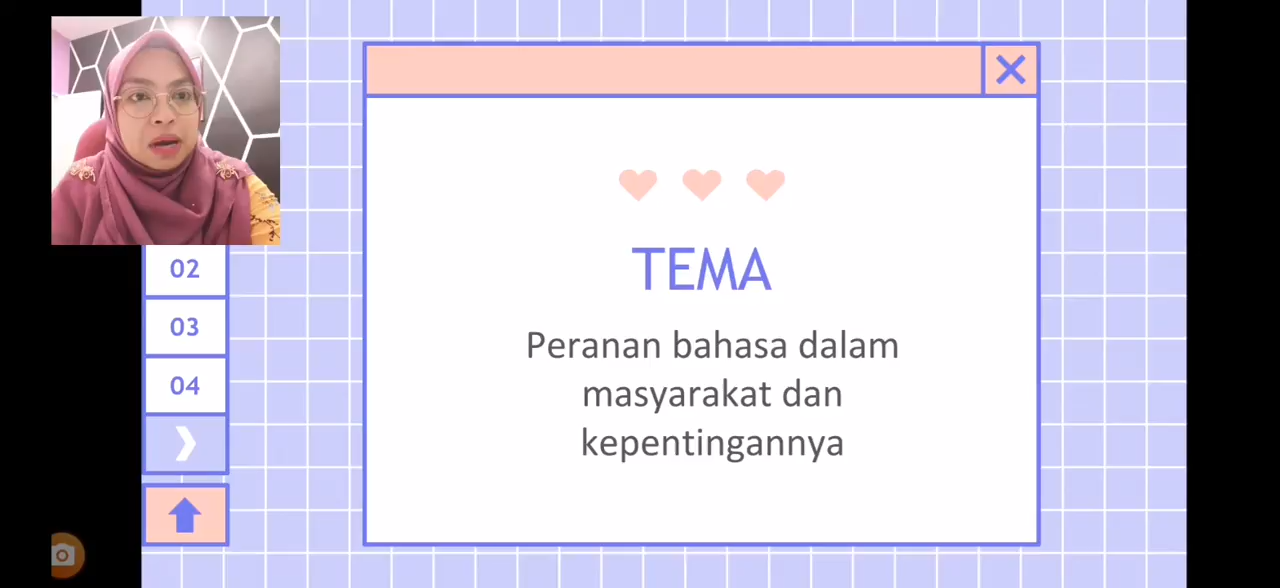 02
03
04
TEMA
Peranan bahasa dalam
masyarakat dan
kepentingannya